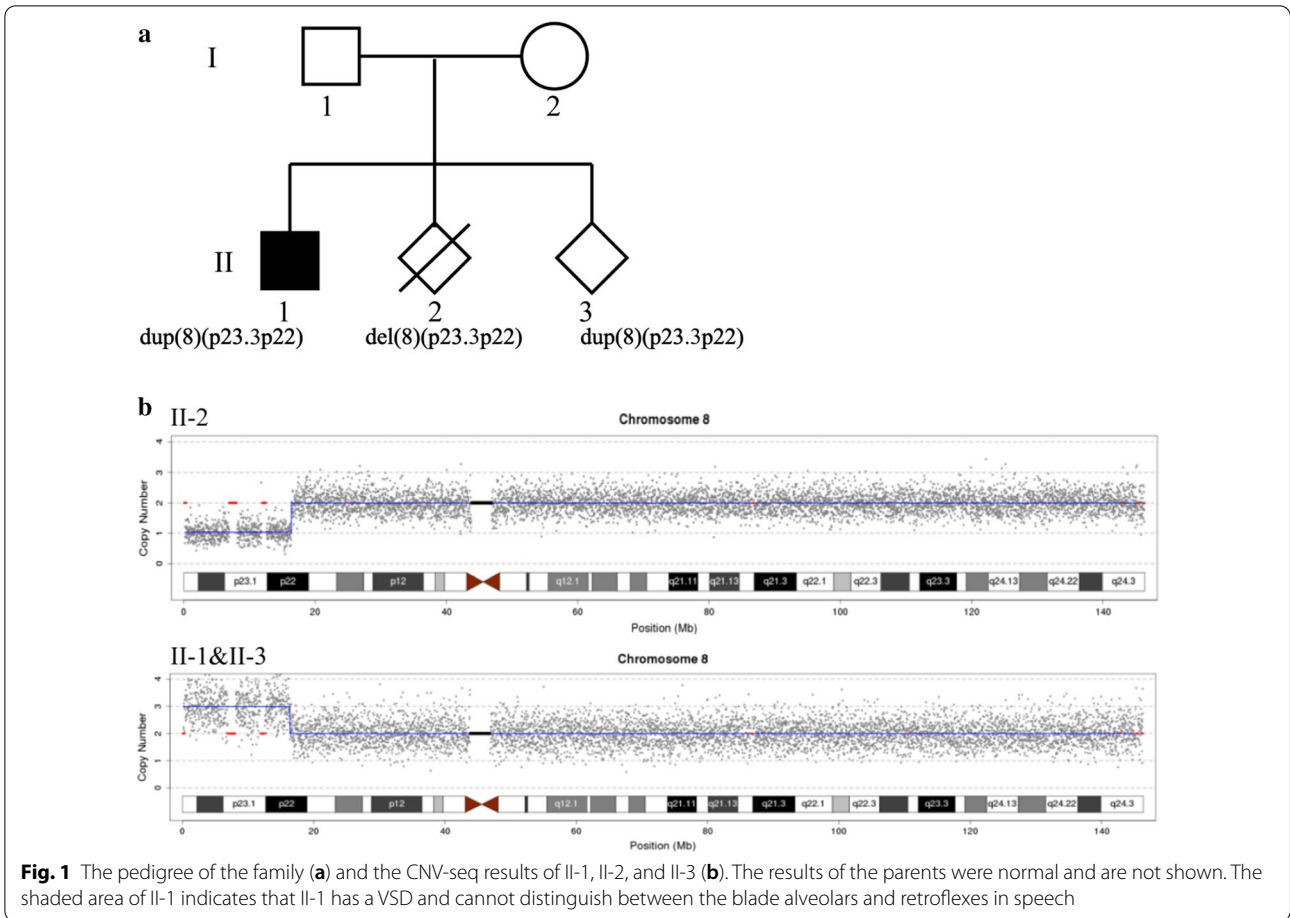 a
I
1 2
II
1 2 3
dup(8)(p23.3p22) del(8)(p23.3p22) dup(8)(p23.3p22)
b II-2
Chromosome 8
Copy Number
4
3
2
1
0
p23.1 p22 p12 q12.1 q21.11 q21.13 q21.3 q22.1 q22.3 q23.3 q24.13 q24.22 q24.3
0 20 40 60 80 100 120 140
Position (Mb)
II-1&II-3
Chromosome 8
Copy Number
4
3
2
1
0
p23.1 p22 p12 q12.1 q21.11 q21.13 q21.3 q22.1 q22.3 q23.3 q24.13 q24.22 q24.3
0 20 40 60 80 100 120 140
Position (Mb)
Fig. 1 The pedigree of the family (a) and the CNV-seq results of II-1, II-2, and II-3 (b). The results of the parents were normal and are not shown. The
shaded area of II-1 indicates that II-1 has a VSD and cannot distinguish between the blade alveolars and retroflexes in speech